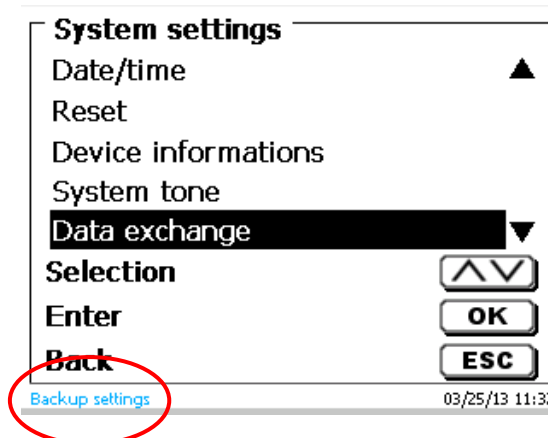 System settings
Date/time
Reset
Device informations
System tone
Data exchange
Selection
Enter OK
Back ESC
Backup settings 03/25/13 11: